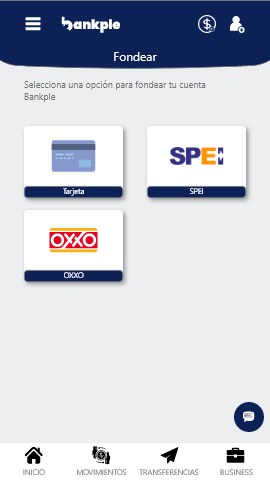 bankple
Fondear
Selecciona una opción para fondear tu cuenta
Bankple
Tarjeta
SPEI
SPEI
OXXO
OXXO
INICIO
MOVIMIENTOS
TRANSFERENCIAS
BUSINESS